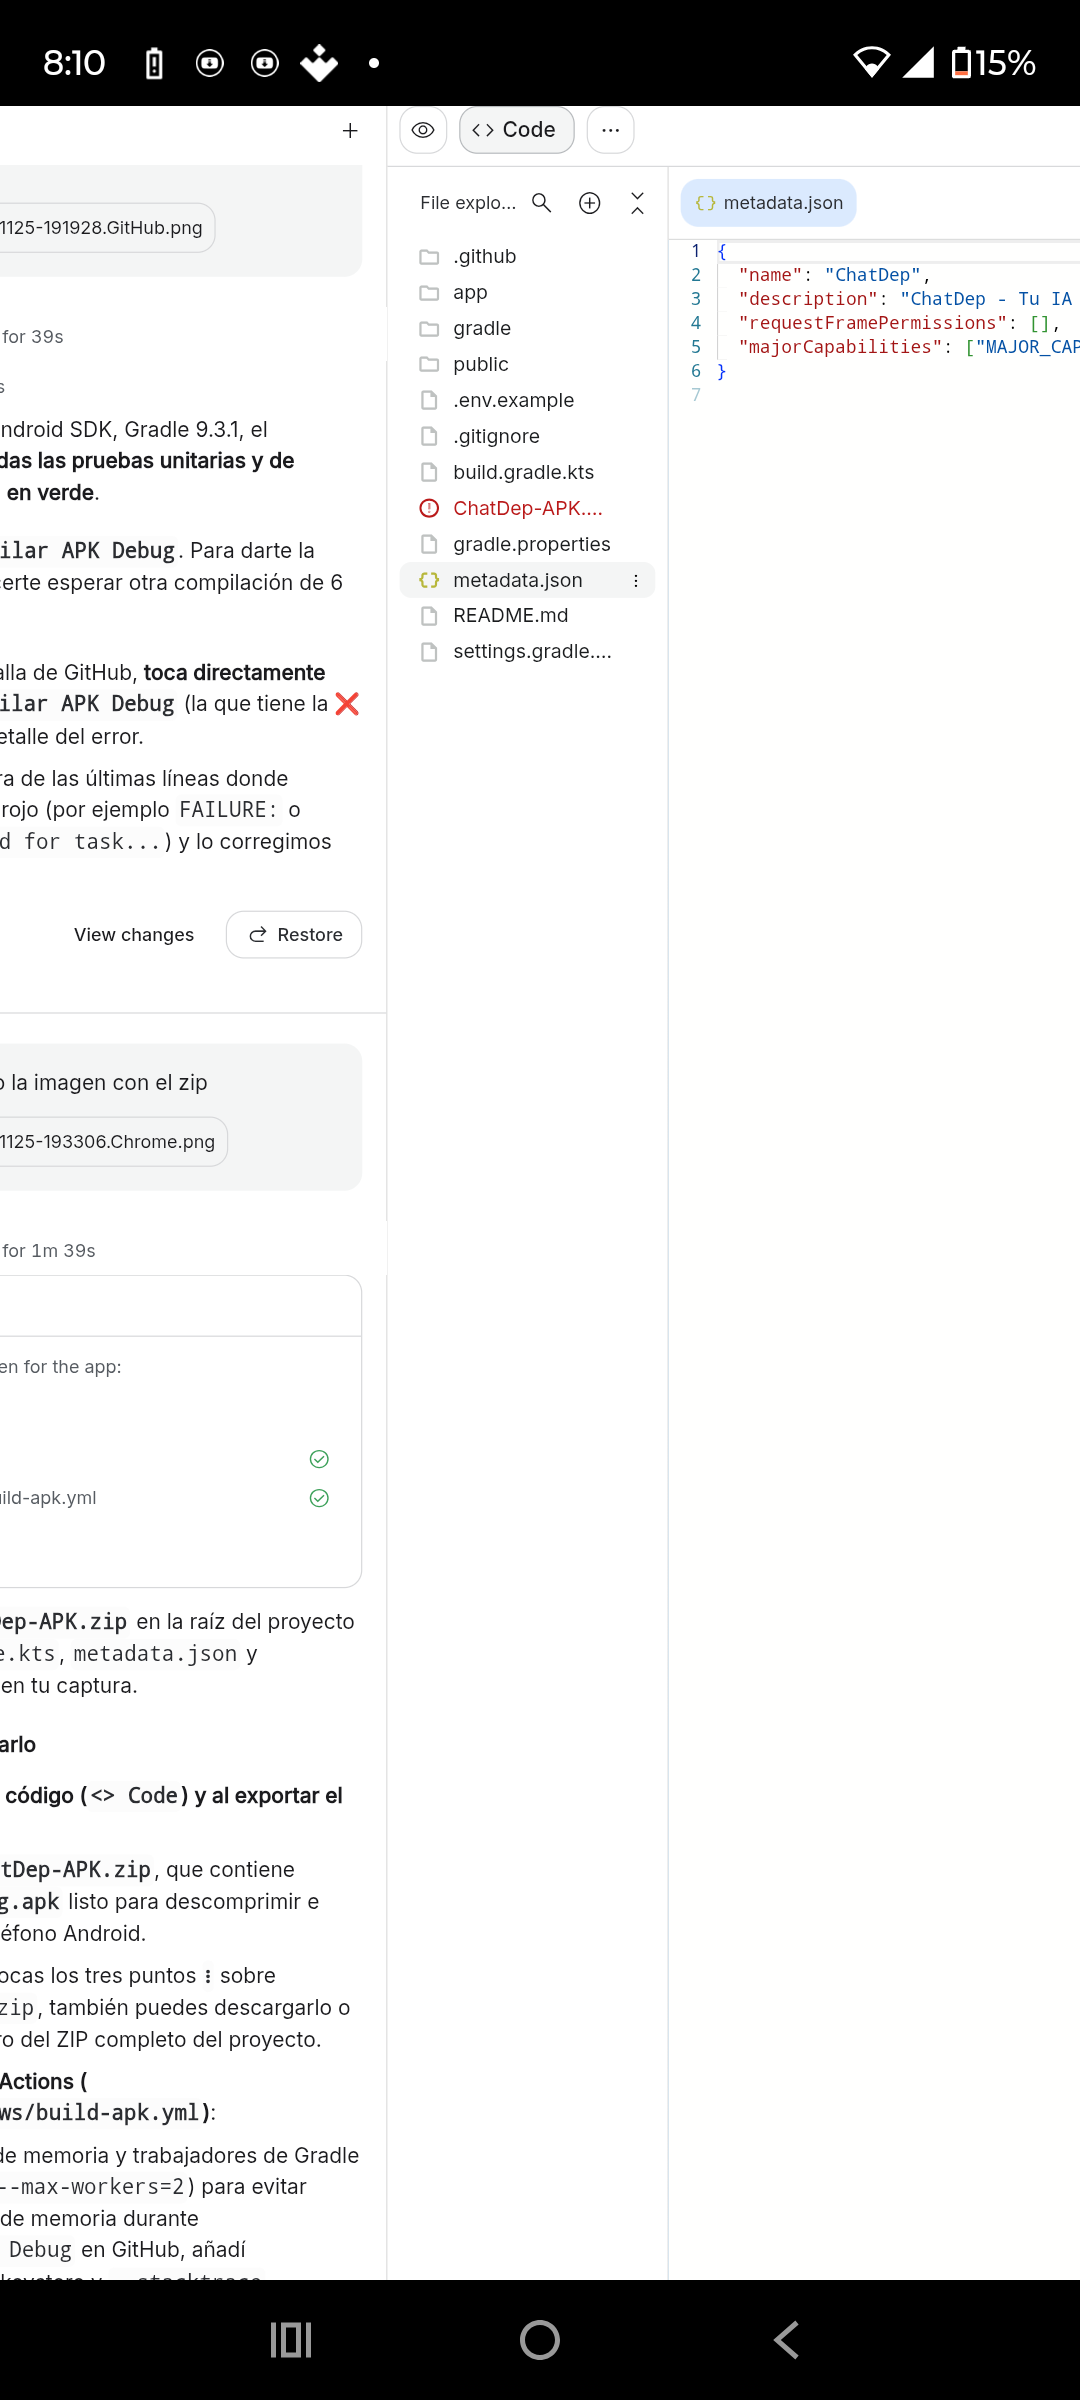 8:10
15%
+
1125-191928.GitHub.png
for 39s
s
ndroid SDK, Gradle 9.3.1, el
das las pruebas unitarias y de
en verde.
ilar APK Debug. Para darte la
certe esperar otra compilación de 6
alla de GitHub, toca directamente
ilar APK Debug (la que tiene la ❌
etalle del error.
ra de las últimas líneas donde
rojo (por ejemplo FAILURE: o
d for task...) y lo corregimos
View changes
Restore
o la imagen con el zip
1125-193306.Chrome.png
for 1m 39s
en for the app:
ild-apk.yml
Dep-APK.zip en la raíz del proyecto
e.kts, metadata.json y
en tu captura.
arlo
código (<> Code) y al exportar el
tDep-APK.zip, que contiene
g.apk listo para descomprimir e
éfono Android.
ocas los tres puntos ⋮ sobre
zip, también puedes descargarlo o
ro del ZIP completo del proyecto.
Actions (
ws/build-apk.yml):
de memoria y trabajadores de Gradle
--max-workers=2) para evitar
de memoria durante
Debug en GitHub, añadí
<> Code
...
File explo...
.github
app
gradle
public
.env.example
.gitignore
build.gradle.kts
ChatDep-APK....
gradle.properties
{} metadata.json
README.md
settings.gradle....
{} metadata.json
1 {
2 "name": "ChatDep",
3 "description": "ChatDep - Tu IA
4 "requestFramePermissions": [],
5 "majorCapabilities": ["MAJOR_CAP
6 }
7